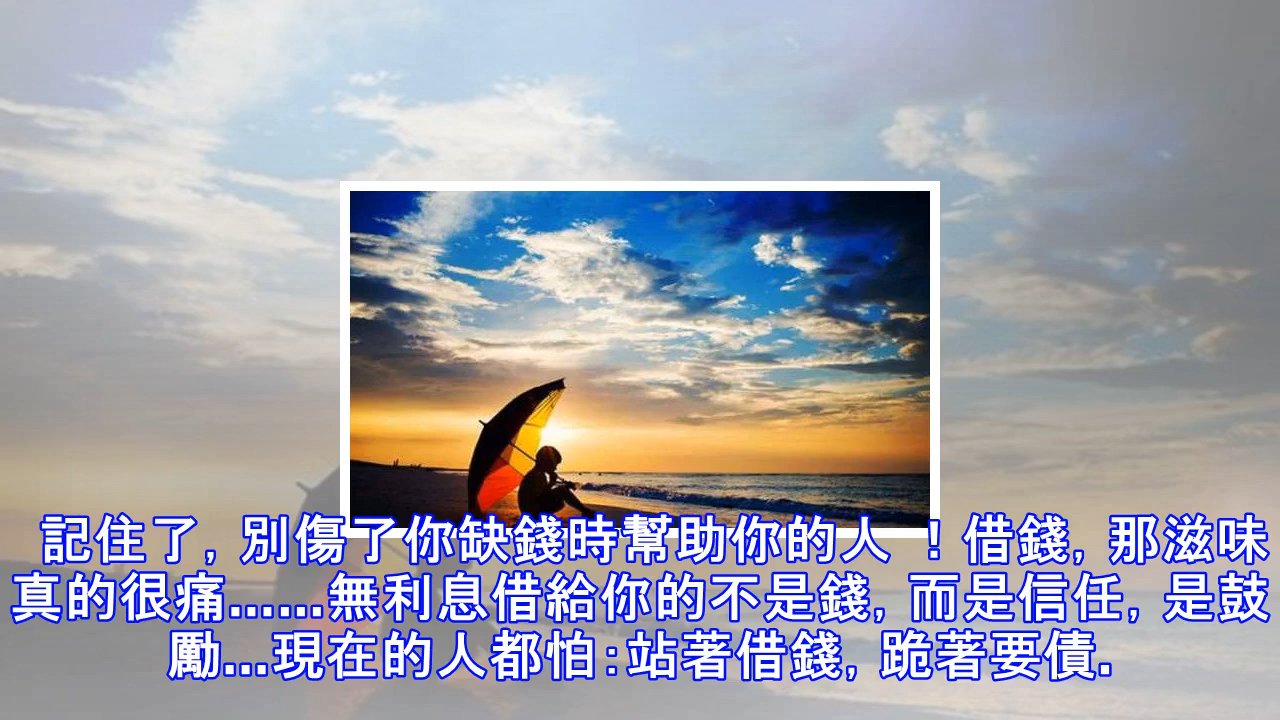 記住了, 別傷了你缺錢時幫助你的人 ! 借錢, 那滋味
真的很痛......無利息借給你的不是錢, 而是信任, 是鼓
勵...現在的人都怕:站著借錢, 跪著要債.